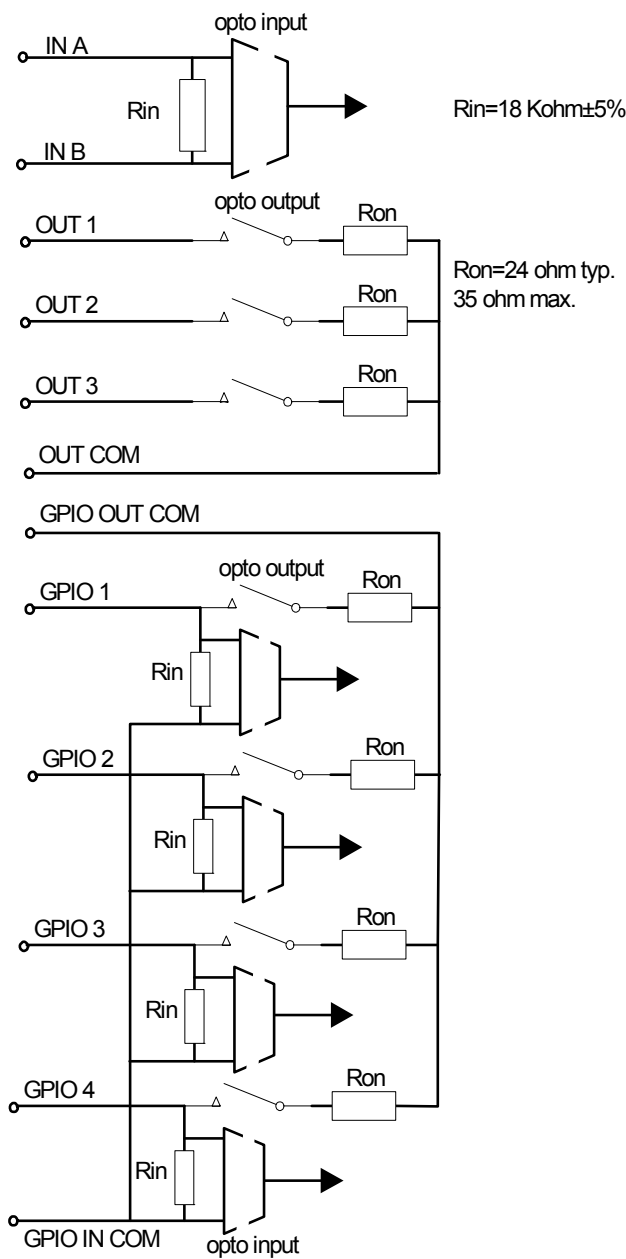 opto input
IN A
Rin
Rin=18 Kohm±5%
IN B
opto output
OUT 1
Ron
Ron=24 ohm typ.
35 ohm max.
OUT 2
Ron
OUT 3
Ron
OUT COM
GPIO OUT COM
opto output
GPIO 1
Ron
Rin
GPIO 2
Ron
Rin
GPIO 3
Ron
Rin
GPIO 4
Ron
Rin
GPIO IN COM
opto input